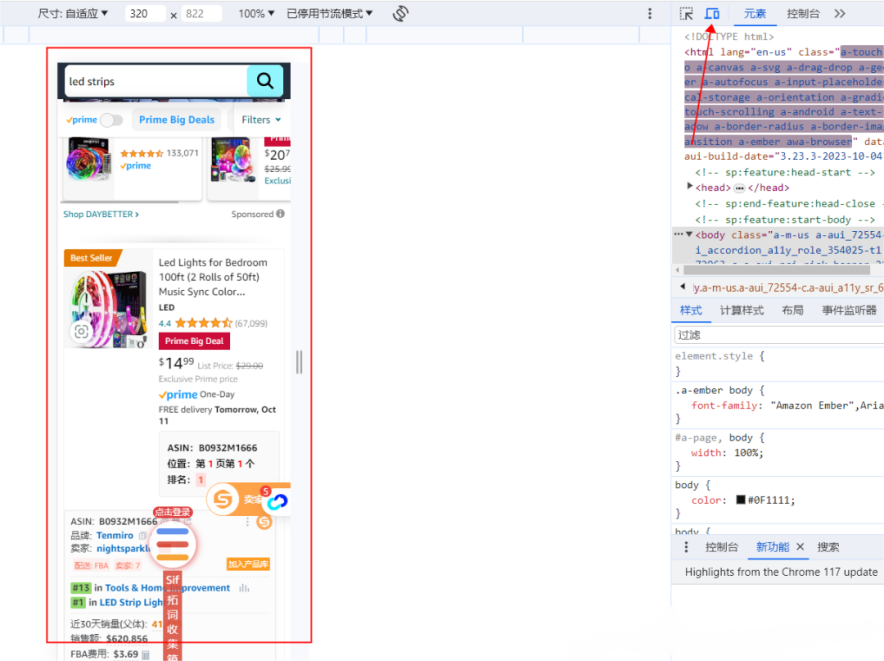 尺寸: 自适应▼ 320 x 822 100%▼ 已停用节流模式▼
元素 控制台
led strips
prime Prime Big Deals Filters
133,071
prime
$20
$25.99
Exclusi
Shop DAYBETTER
Sponsored
Best Seller
Led Lights for Bedroom
100ft (2 Rolls of 50ft)
Music Sync Color...
LED
4.4 (67,099)
Prime Big Deal
$14 99 List Price: $29.00
Exclusive Prime price
prime One-Day
FREE delivery Tomorrow, Oct
11
ASIN: B0932M1666
位置: 第 1 页第 1 个
排名: 1
S 卖家 5
点击登录
ASIN: B0932M1666
品牌: Tenmiro
卖家: nightspark
配送: FBA 卖家: 7 加入产品库
#13 in Tools & Home Improvement
#1 in LED Strip Ligh
近30天销量(父体): 41
销售额: $620,856
FBA费用: $3.69
Sif
拓
词
收
集
<!DOCTYPE html>
<html lang="en-us" class="a-touch
o a-canvas a-svg a-drag-drop a-ge
er a-autofocus a-input-placeholde
cal-storage a-orientation a-gradi
touch-scrolling a-android a-text-
adow a-border-radius a-border-ima
ansition a-ember awa-browser" data
aui-build-date="3.23.3-2023-10-04
<!-- sp:feature:head-start -->
<head> ••• </head>
<!-- sp:end-feature:head-close
<!-- sp:feature:start-body -->
<body class="a-m-us a-aui_72554-
i_accordion_a11y_role_354025-t1
y.a-m-us.a-aui_72554-c.a-aui_a11y_sr_6
样式 计算样式 布局 事件监听器
过滤
element.style {
}
.a-ember body {
font-family: "Amazon Ember",Aria
}
#a-page, body {
width: 100%;
}
body {
color: #0F1111;
}
body {
控制台 新功能 × 搜索
Highlights from the Chrome 117 update